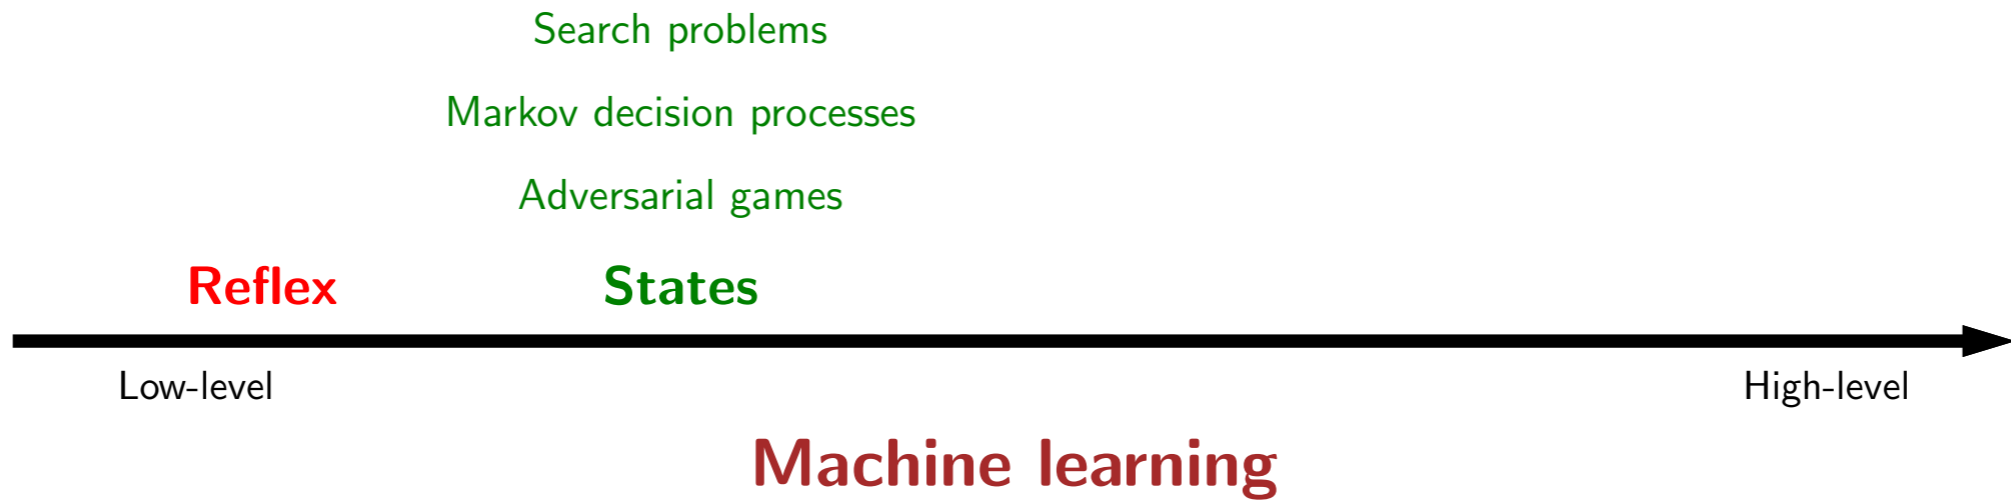 Search problems
Markov decision processes
Adversarial games
Reflex
States
Low-level
High-level
Machine learning